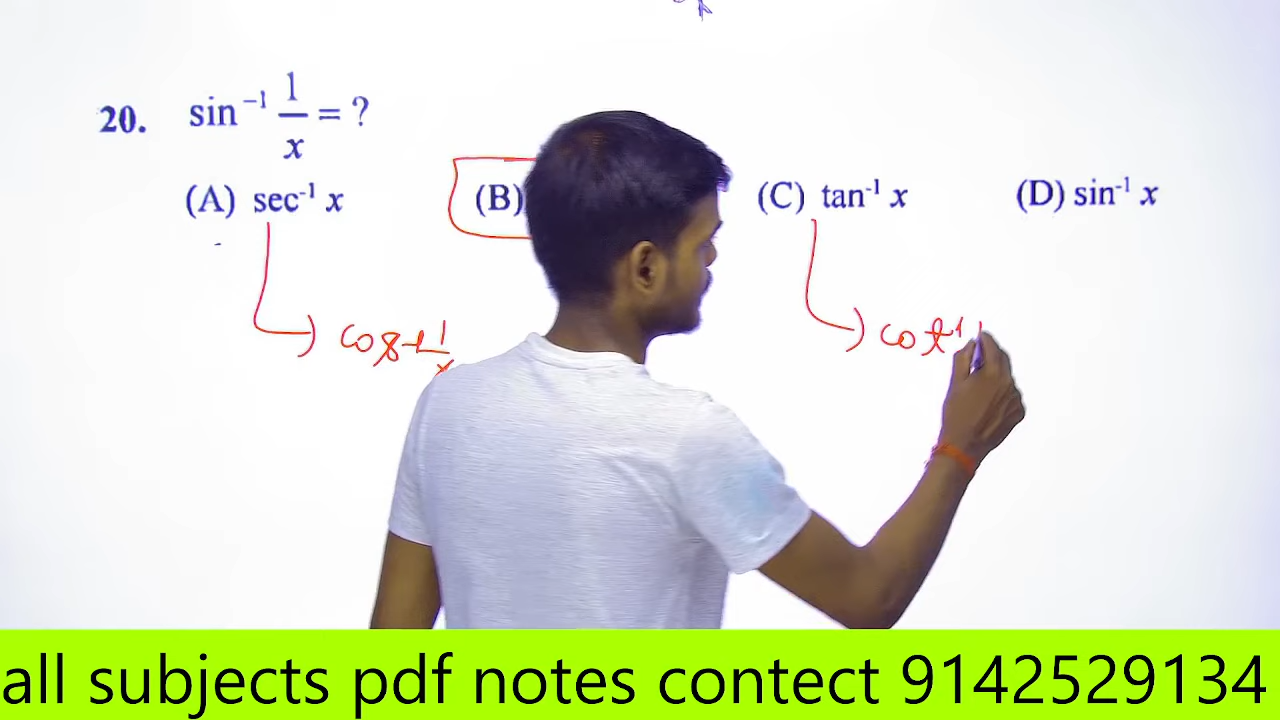 20. sin⁻¹ 1/x = ?
(A) sec⁻¹ x (B) (C) tan⁻¹ x (D) sin⁻¹ x
cos⁻¹ 1/x cot⁻¹
all subjects pdf notes contect 9142529134